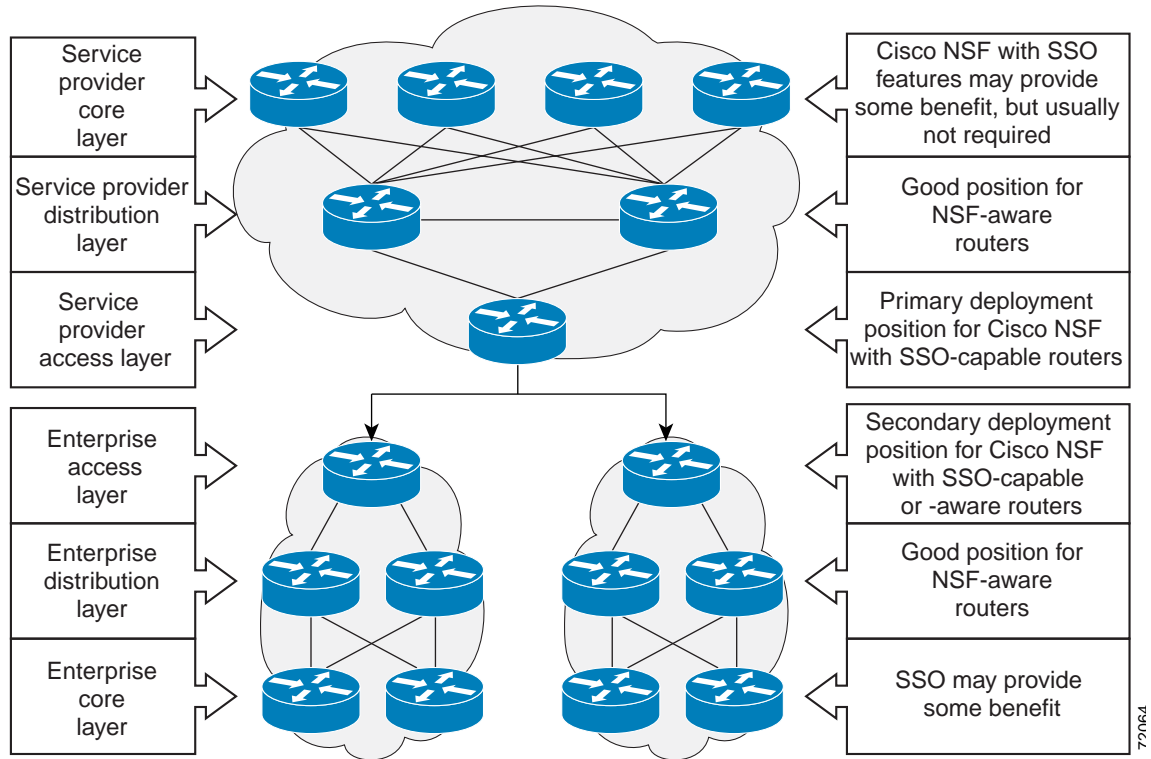 Service
provider
core
layer
Cisco NSF with SSO
features may provide
some benefit, but usually
not required
Service provider
distribution
layer
Good position for
NSF-aware
routers
Service
provider
access layer
Primary deployment
position for Cisco NSF
with SSO-capable routers
Enterprise
access
layer
Secondary deployment
position for Cisco NSF
with SSO-capable
or -aware routers
Enterprise
distribution
layer
Good position for
NSF-aware
routers
Enterprise
core
layer
SSO may provide
some benefit
72064